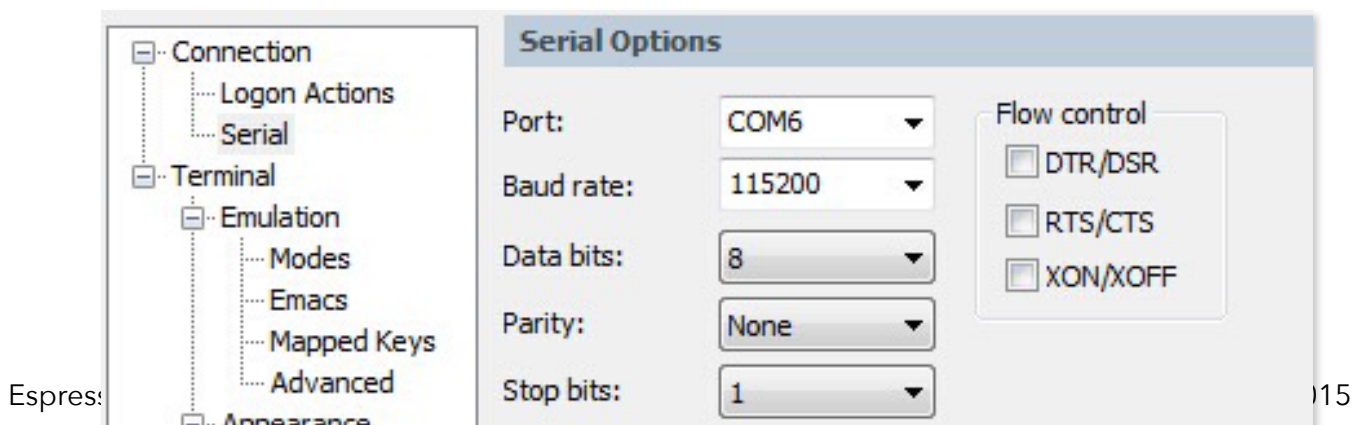 Connection
Logon Actions
Serial
Terminal
Emulation
Modes
Emacs
Mapped Keys
Advanced
Serial Options
Port: COM6
Baud rate: 115200
Data bits: 8
Parity: None
Stop bits: 1
Flow control
DTR/DSR
RTS/CTS
XON/XOFF